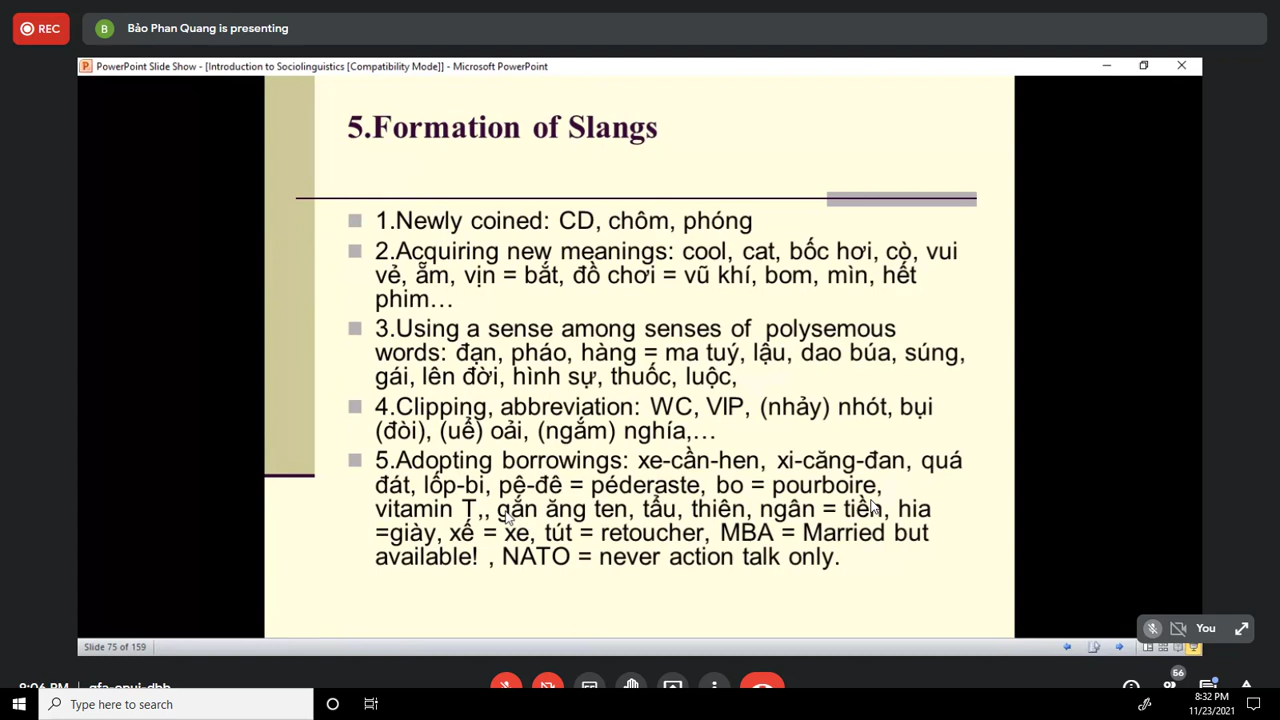 REC
B
Bảo Phan Quang is presenting
PowerPoint Slide Show - [Introduction to Sociolinguistics [Compatibility Mode]] - Microsoft PowerPoint
5.Formation of Slangs
1.Newly coined: CD, chôm, phóng
2.Acquiring new meanings: cool, cat, bốc hơi, cò, vui
vẻ, ẵm, vịn = bắt, đồ chơi = vũ khí, bom, mìn, hết
phim…
3.Using a sense among senses of polysemous
words: đạn, pháo, hàng = ma tuý, lậu, dao búa, súng,
gái, lên đời, hình sự, thuốc, luộc,
4.Clipping, abbreviation: WC, VIP, (nhảy) nhót, bụi
(đòi), (uể) oải, (ngắm) nghía,…
5.Adopting borrowings: xe-cần-hen, xi-căng-đan, quá
đát, lốp-bi, pê-đê = péderaste, bo = pourboire,
vitamin T,, gắn ăng ten, tẩu, thiên, ngân = tiền, hia
=giày, xế = xe, tút = retoucher, MBA = Married but
available! , NATO = never action talk only.
You
Slide 75 of 159
56
8:06 PM
Type here to search
8:32 PM
11/23/2021